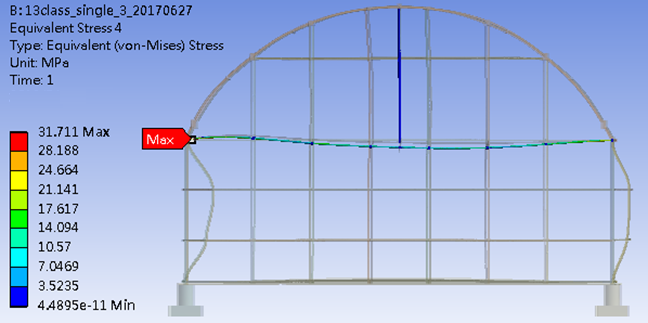 B: 13class_single_3_20170627
Equivalent Stress 4
Type: Equivalent (von-Mises) Stress
Unit: MPa
Time: 1
Max
31.711 Max
28.188
24.664
21.141
17.617
14.094
10.57
7.0469
3.5235
4.4895e-11 Min